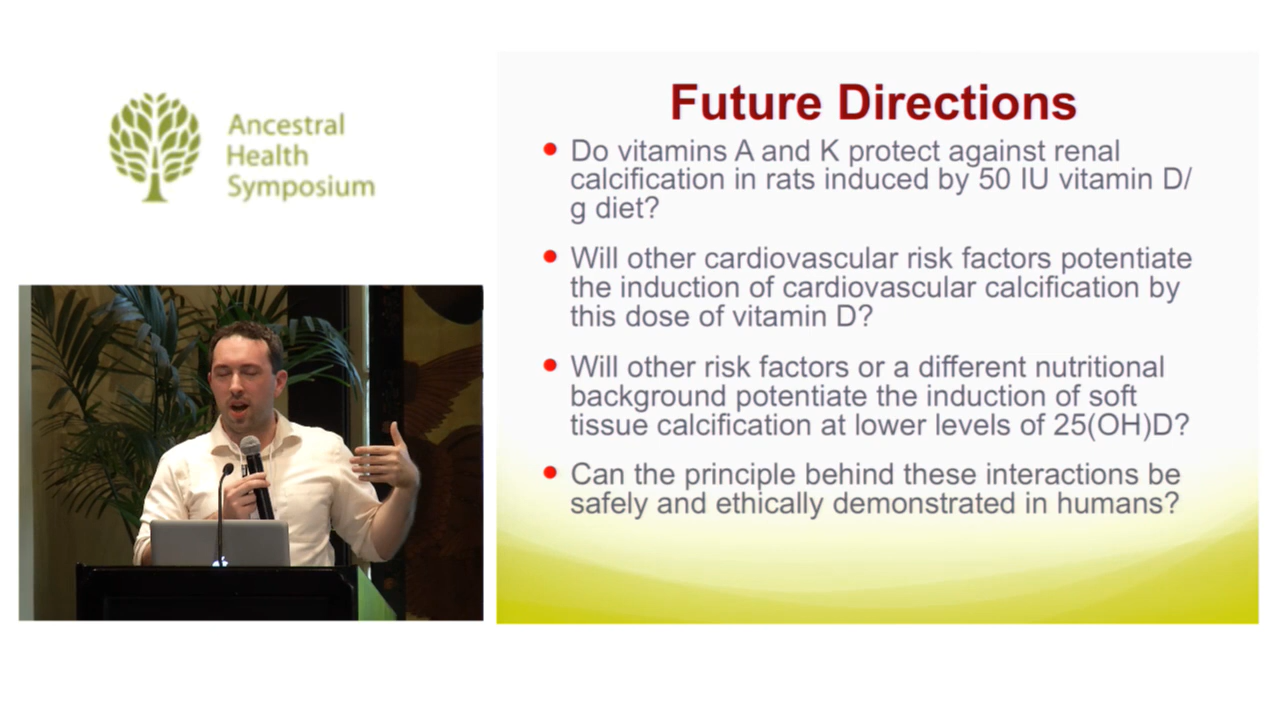 Ancestral
Health
Symposium
Future Directions
Do vitamins A and K protect against renal
calcification in rats induced by 50 IU vitamin D/
g diet?
Will other cardiovascular risk factors potentiate
the induction of cardiovascular calcification by
this dose of vitamin D?
Will other risk factors or a different nutritional
background potentiate the induction of soft
tissue calcification at lower levels of 25(OH)D?
Can the principle behind these interactions be
safely and ethically demonstrated in humans?